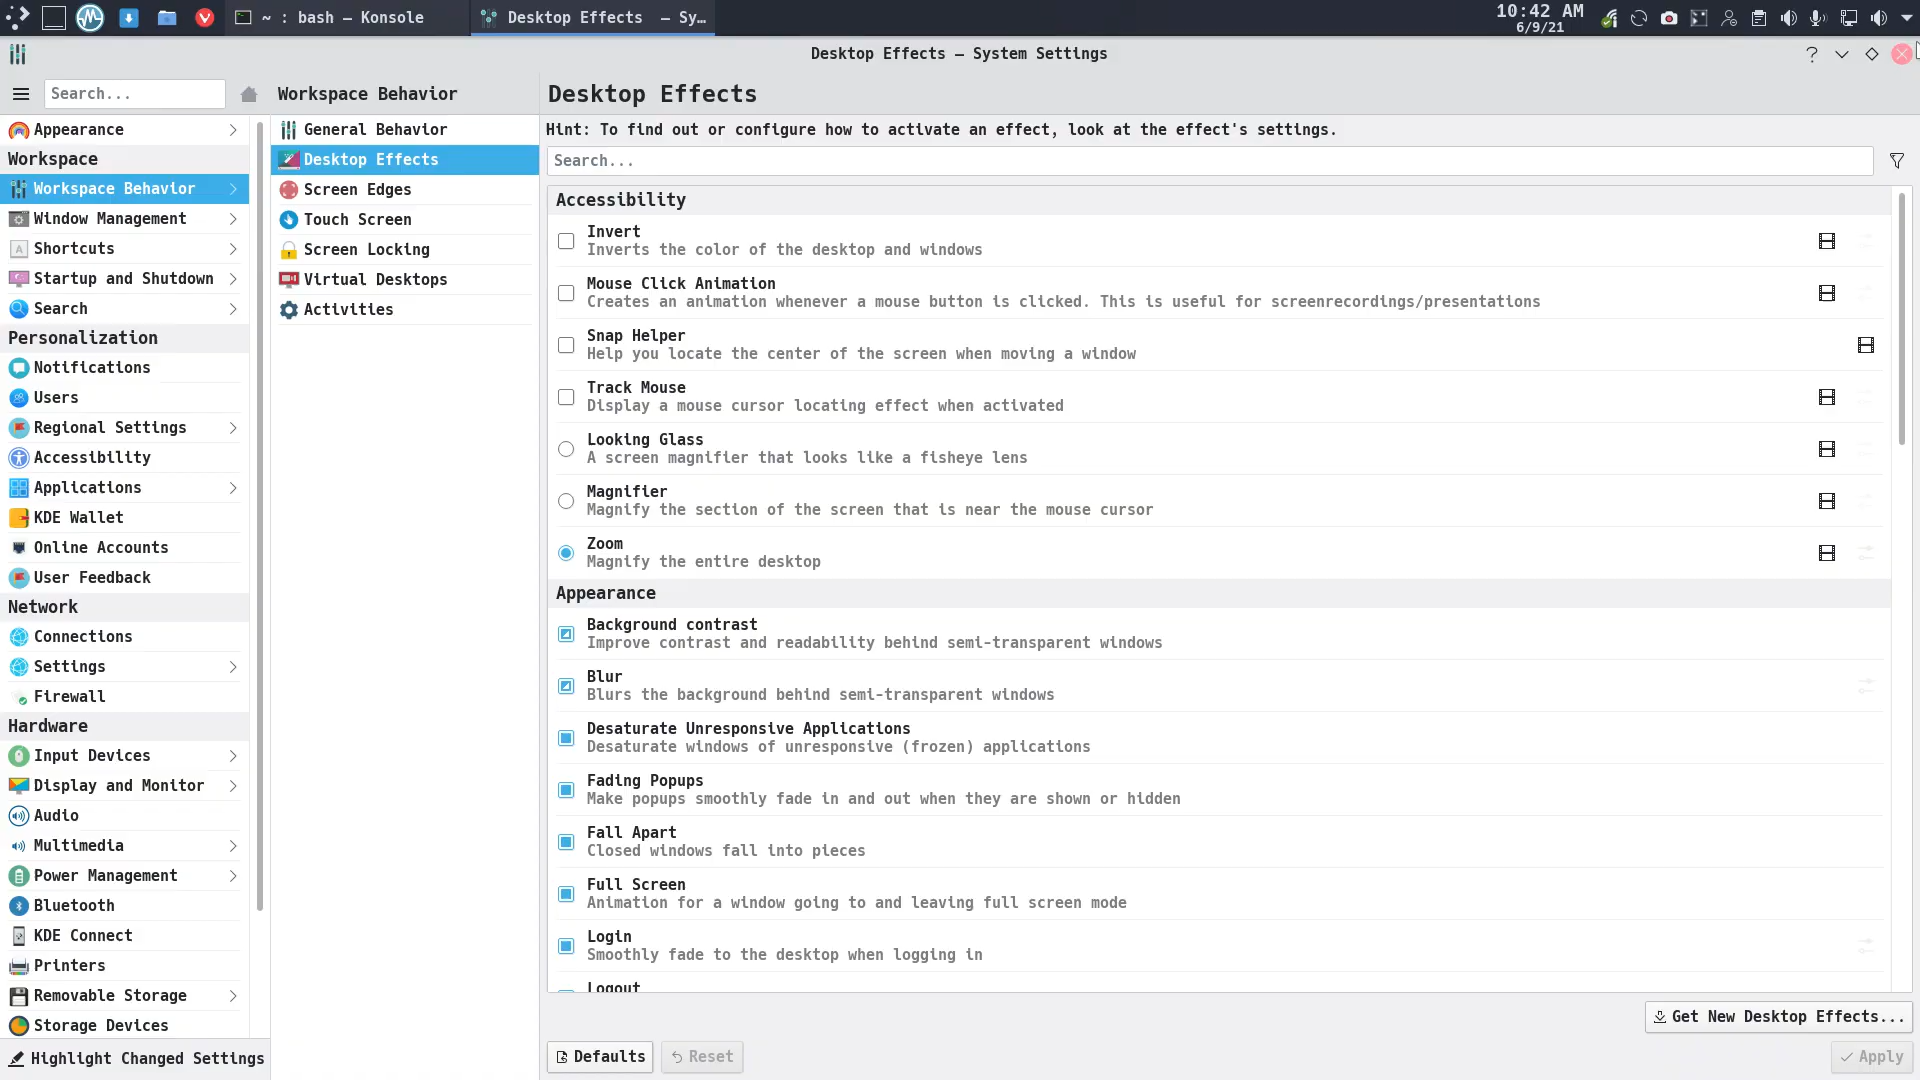 ~ : bash — Konsole
Desktop Effects  — Sy…
10:42 AM
6/9/21
Desktop Effects — System Settings
Search...
Workspace Behavior
Desktop Effects
Appearance
Workspace
Workspace Behavior
Window Management
Shortcuts
Startup and Shutdown
Search
Personalization
Notifications
Users
Regional Settings
Accessibility
Applications
KDE Wallet
Online Accounts
User Feedback
Network
Connections
Settings
Firewall
Hardware
Input Devices
Display and Monitor
Audio
Multimedia
Power Management
Bluetooth
KDE Connect
Printers
Removable Storage
Storage Devices
Highlight Changed Settings
General Behavior
Desktop Effects
Screen Edges
Touch Screen
Screen Locking
Virtual Desktops
Activities
Hint: To find out or configure how to activate an effect, look at the effect's settings.
Search...
Accessibility
Invert
Inverts the color of the desktop and windows
Mouse Click Animation
Creates an animation whenever a mouse button is clicked. This is useful for screenrecordings/presentations
Snap Helper
Help you locate the center of the screen when moving a window
Track Mouse
Display a mouse cursor locating effect when activated
Looking Glass
A screen magnifier that looks like a fisheye lens
Magnifier
Magnify the section of the screen that is near the mouse cursor
Zoom
Magnify the entire desktop
Appearance
Background contrast
Improve contrast and readability behind semi-transparent windows
Blur
Blurs the background behind semi-transparent windows
Desaturate Unresponsive Applications
Desaturate windows of unresponsive (frozen) applications
Fading Popups
Make popups smoothly fade in and out when they are shown or hidden
Fall Apart
Closed windows fall into pieces
Full Screen
Animation for a window going to and leaving full screen mode
Login
Smoothly fade to the desktop when logging in
Logout
Get New Desktop Effects...
Defaults
Reset
Apply